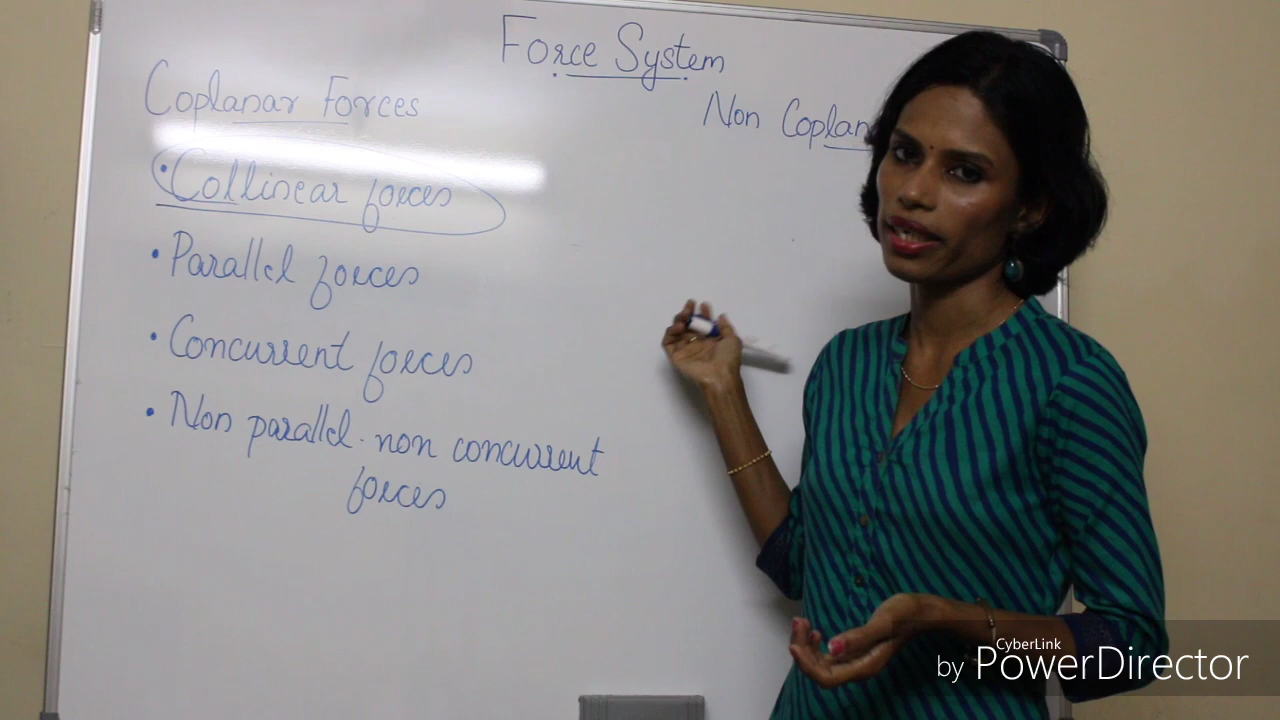 Force System
Coplanar Forces
Non Coplan
• Collinear forces
• Parallel forces
• Concurrent forces
• Non parallel. non concurrent
forces
CyberLink
by PowerDirector